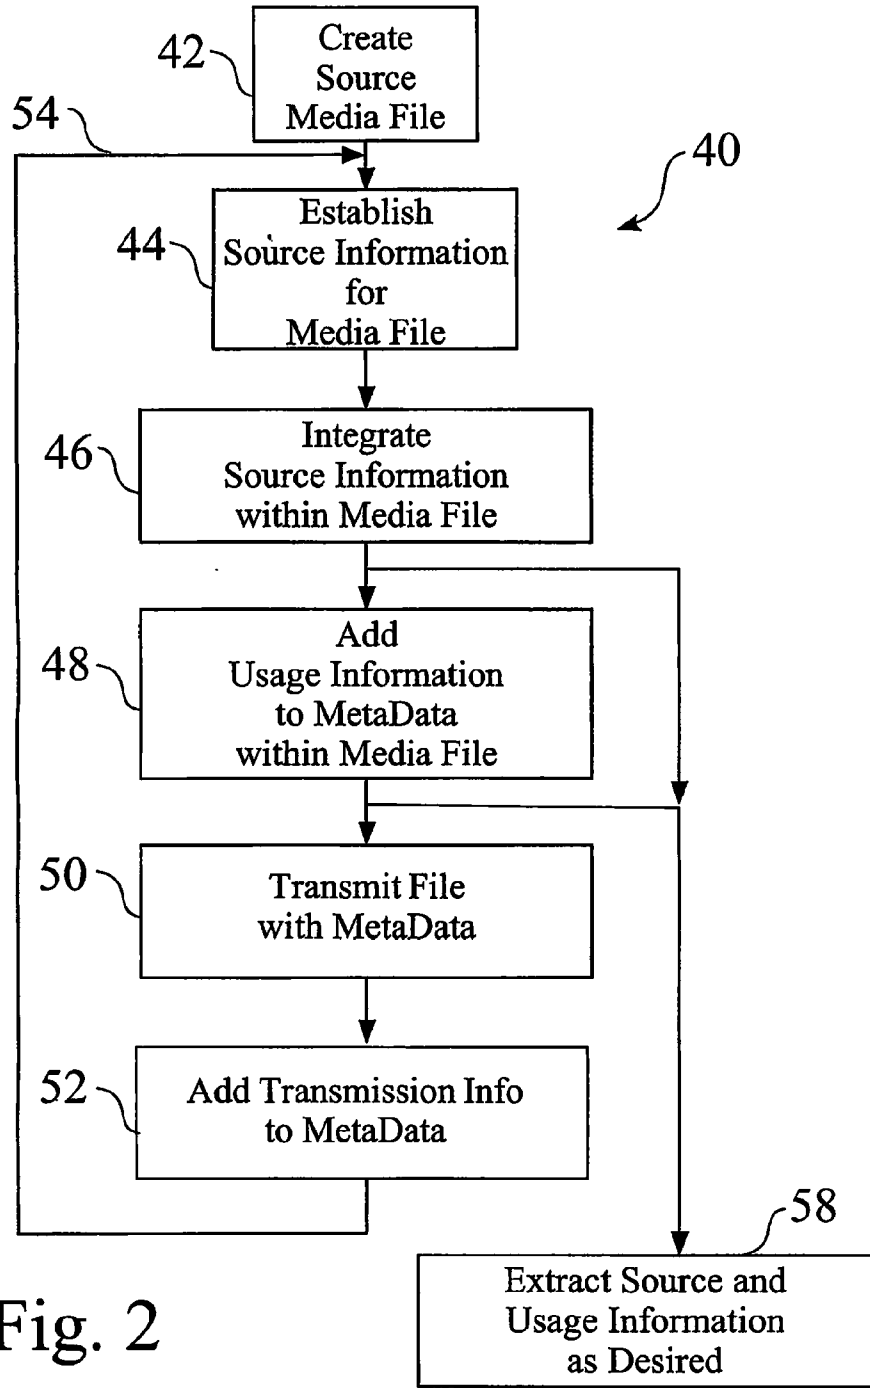 42
Create
Source
Media File
54
40
44
Establish
Source Information
for
Media File
46
Integrate
Source Information
within Media File
48
Add
Usage Information
to MetaData
within Media File
50
Transmit File
with MetaData
52
Add Transmission Info
to MetaData
58
Extract Source and
Usage Information
as Desired
Fig. 2